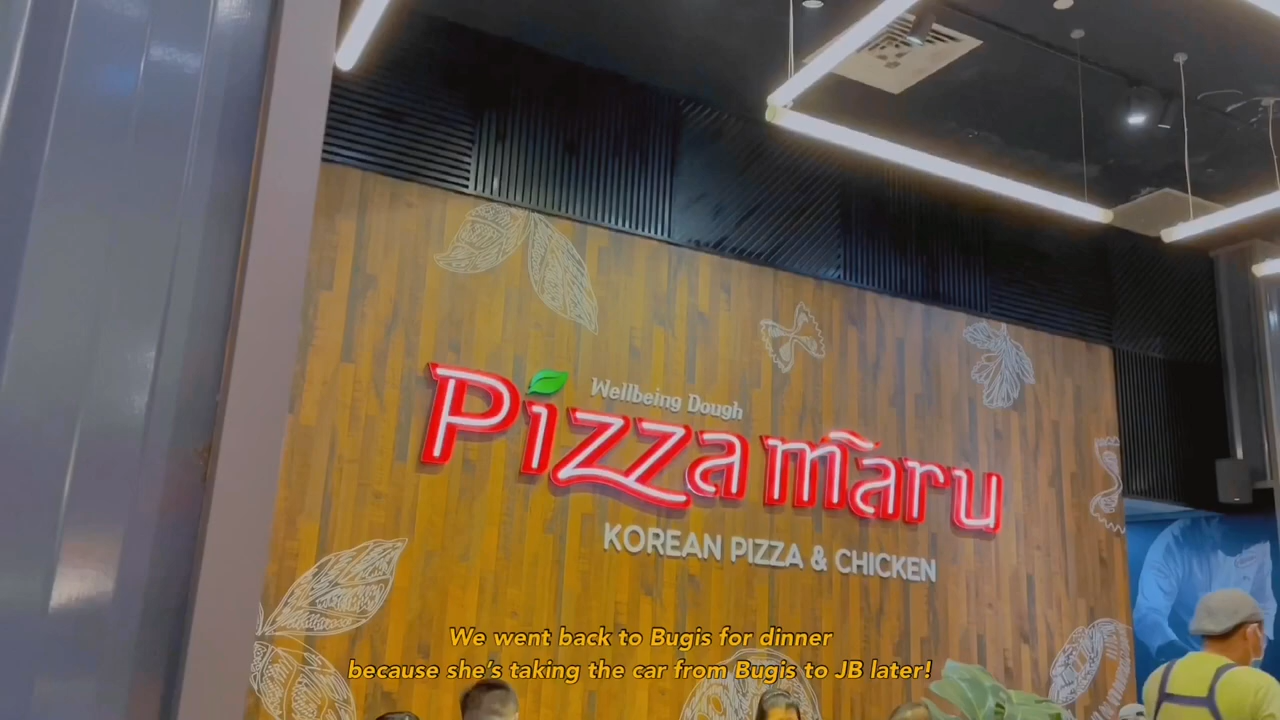 Wellbeing Dough
Pizza maru
KOREAN PIZZA & CHICKEN
We went back to Bugis for dinner
because she's taking the car from Bugis to JB later!